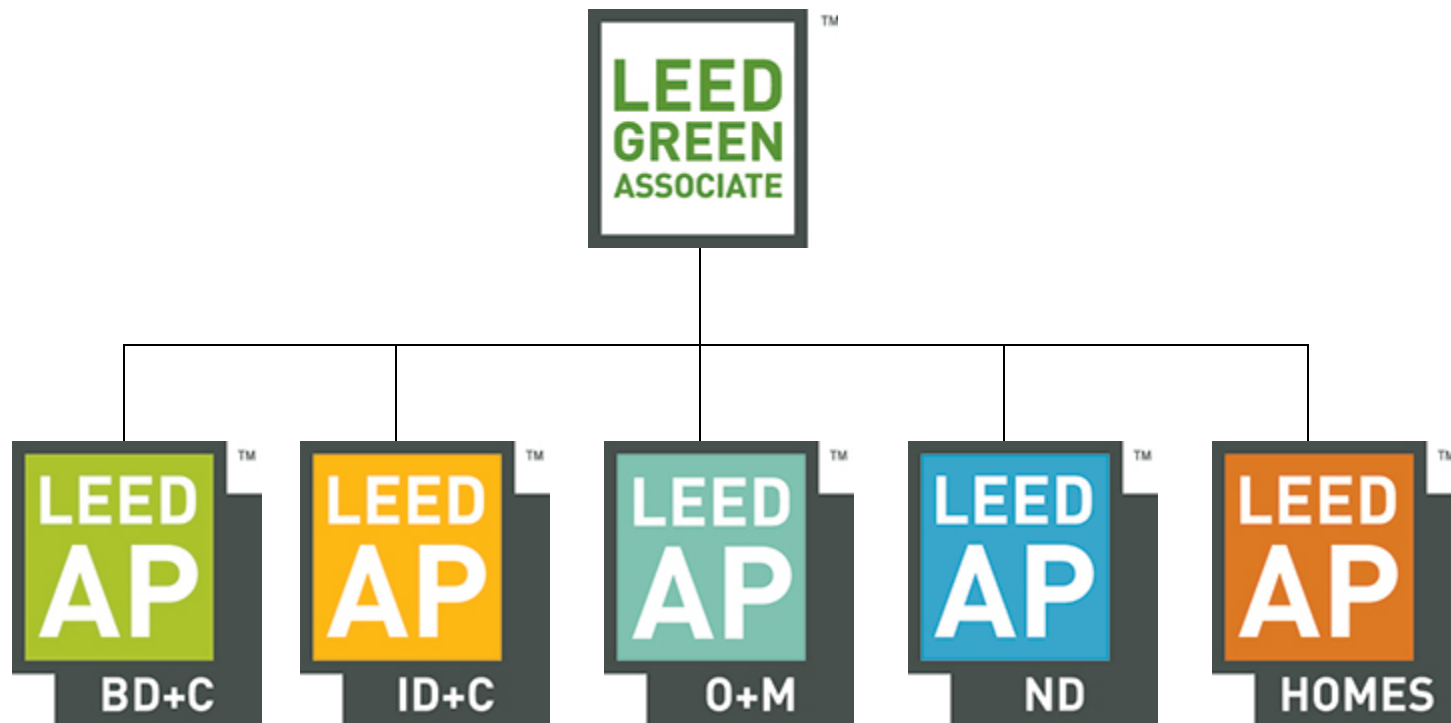 LEED
GREEN
ASSOCIATE
TM
LEED
AP
BD+C
TM
LEED
AP
ID+C
TM
LEED
AP
O+M
TM
LEED
AP
ND
TM
LEED
AP
HOMES
TM